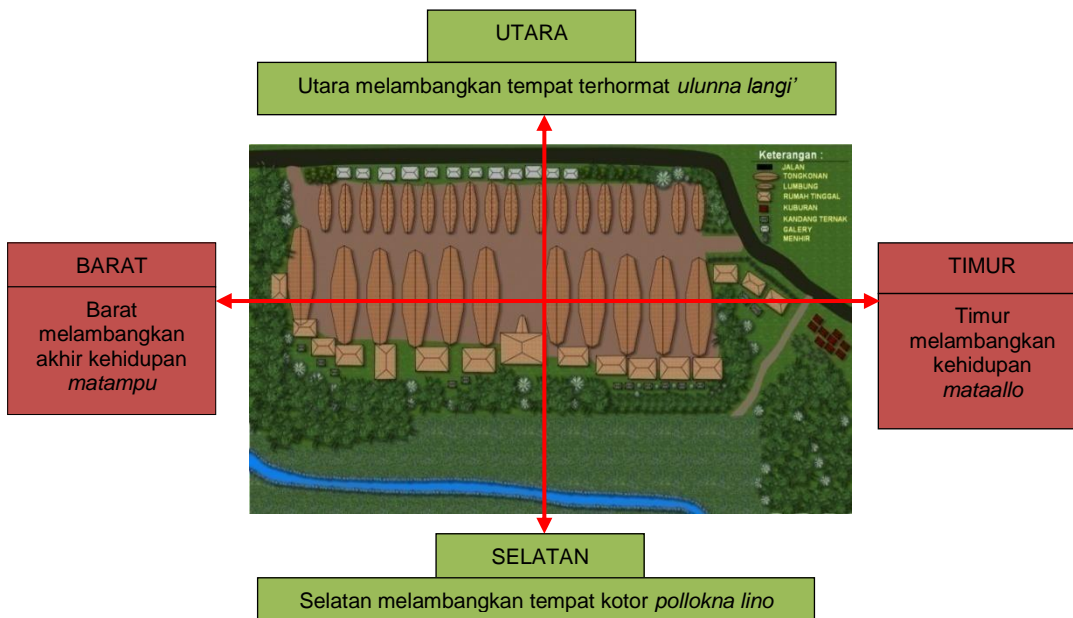 UTARA
Utara melambangkan tempat terhormat ulunna langi’
Keterangan :
JALAN
TONGKONAN
LUMBUNG
RUMAH TINGGAL
KUBURAN
KANDANG TERNAK
GALERY
MENHIR
BARAT
Barat
melambangkan
akhir kehidupan
matampu
TIMUR
Timur
melambangkan
kehidupan
mataallo
SELATAN
Selatan melambangkan tempat kotor pollokna lino